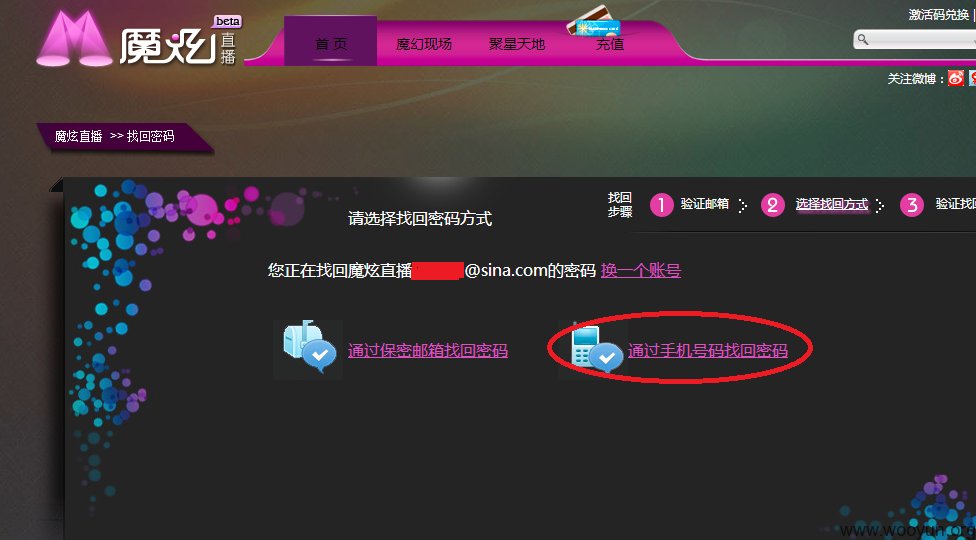 激活码兑换 |
beta
魔炫直播
首 页 魔幻现场 聚星天地 充值
关注微博：
魔炫直播 >> 找回密码
找回步骤 1 验证邮箱 2 选择找回方式 3 验证找回
请选择找回密码方式
您正在找回魔炫直播@sina.com的密码 换一个账号
通过保密邮箱找回密码 通过手机号码找回密码
www.wooyun.org